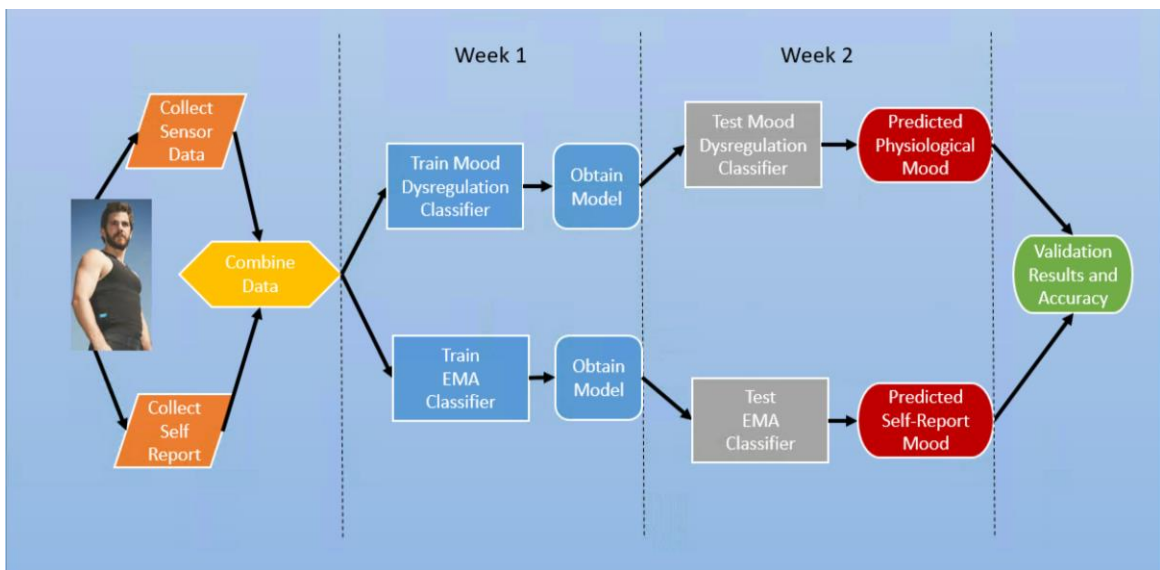 Week 1
Week 2
Collect
Sensor
Data
Combine
Data
Collect
Self
Report
Train Mood
Dysregulation
Classifier
Obtain
Model
Train
EMA
Classifier
Obtain
Model
Test Mood
Dysregulation
Classifier
Predicted
Physiological
Mood
Test
EMA
Classifier
Predicted
Self-Report
Mood
Validation
Results and
Accuracy